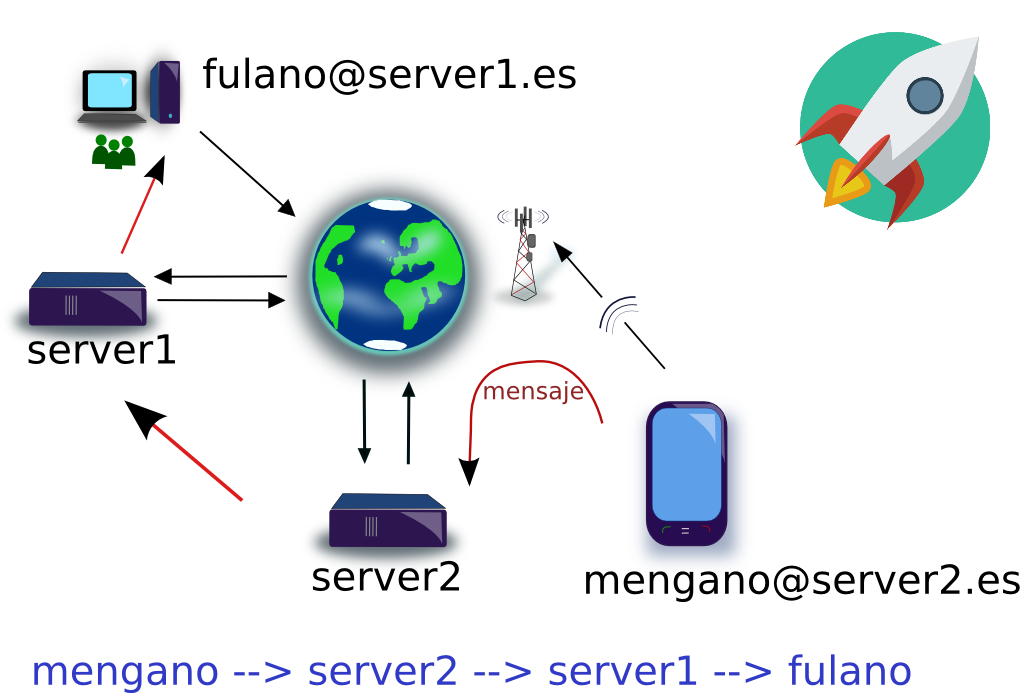 fulano@server1.es
server1
mensaje
server2
mengano@server2.es
mengano --> server2 --> server1 --> fulano